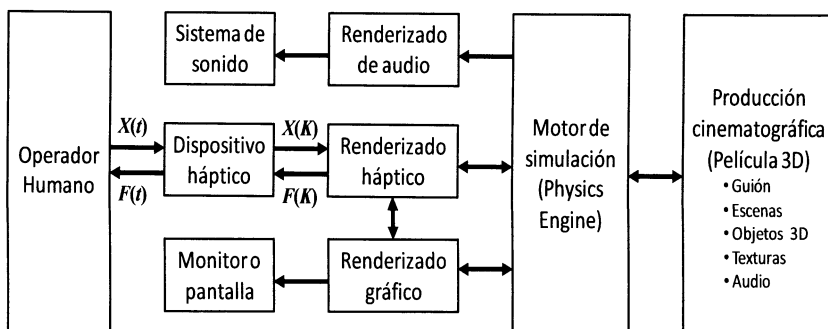 Operador
Humano
Sistema de
sonido
Renderizado
de audio
X(t)
F(t)
Dispositivo
háptico
X(K)
F(K)
Renderizado
háptico
Monitor o
pantalla
Renderizado
gráfico
Motor de
simulación
(Physics
Engine)
Producción
cinematográfica
(Película 3D)
• Guión
• Escenas
• Objetos 3D
• Texturas
• Audio